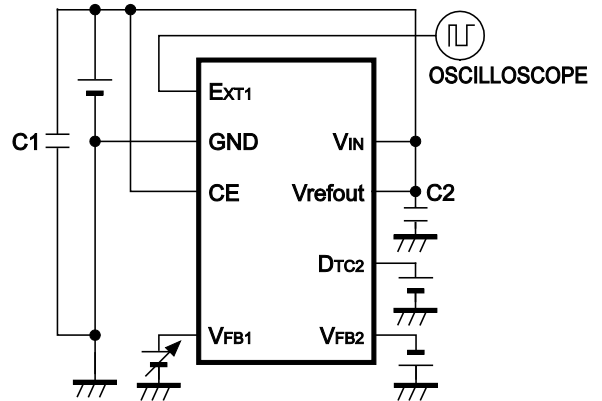 OSCILLOSCOPE
EXT1
C1
GND
VIN
CE
Vrefout
C2
DTC2
VFB1
VFB2